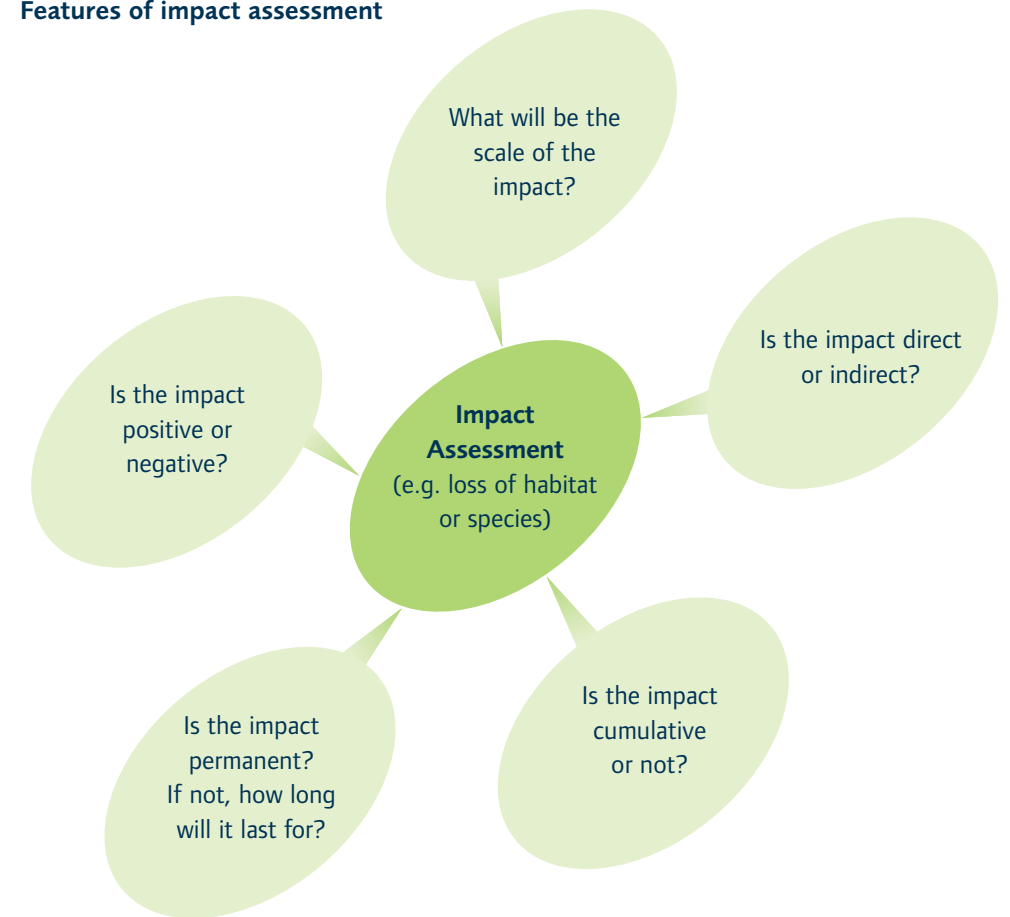 Features of impact assessment
What will be the
scale of the
impact?
Is the impact direct
or indirect?
Is the impact
positive or
negative?
Impact
Assessment
(e.g. loss of habitat
or species)
Is the impact
cumulative
or not?
Is the impact
permanent?
If not, how long
will it last for?